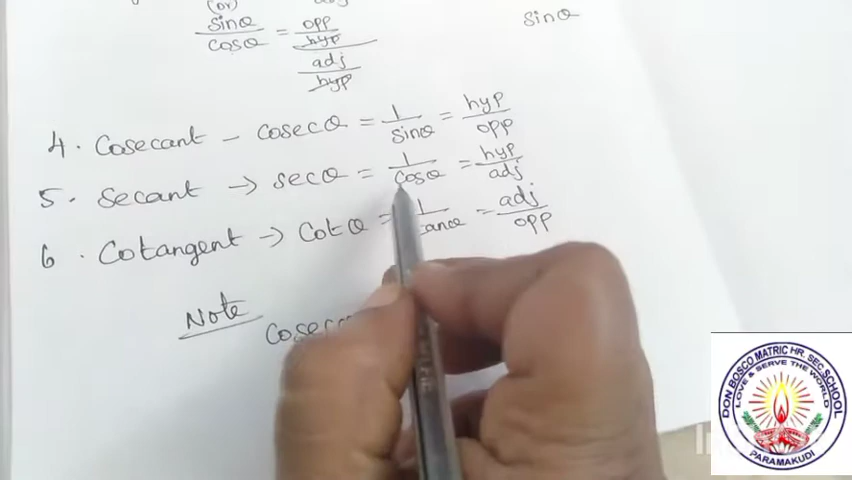 (or)
sinθ/cosθ = opp/hyp / adj/hyp
sinθ
4. Cosecant - cosecθ = 1/sinθ = hyp/opp
5. Secant → secθ = 1/cosθ = hyp/adj
6. Cotangent → Cotθ = 1/tanθ = adj/opp
Note
Cosec
DON BOSCO MATRIC HR. SEC. SCHOOL
LOVE & SERVE THE WORLD
PARAMAKUDI